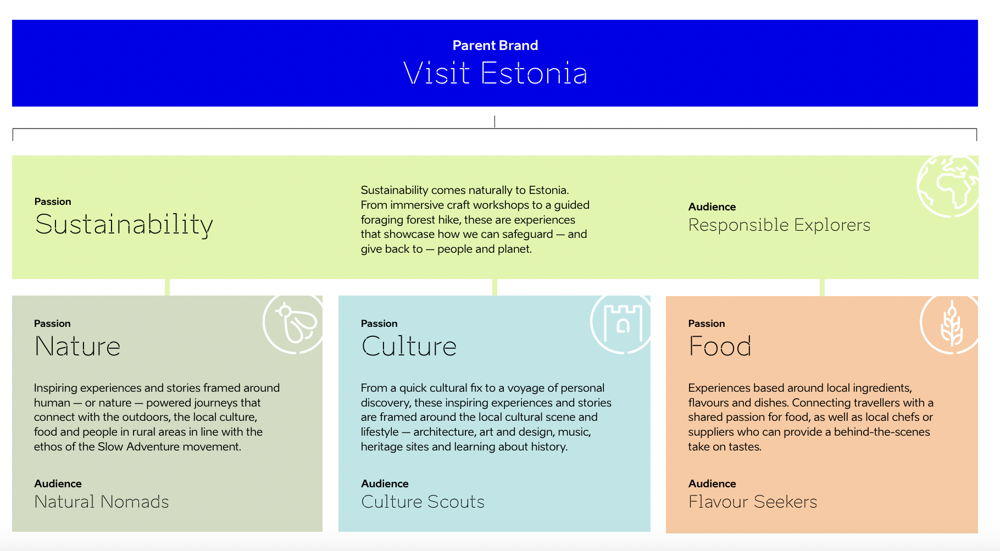 Parent Brand
Visit Estonia
Passion
Sustainability
Sustainability comes naturally to Estonia.
From immersive craft workshops to a guided
foraging forest hike, these are experiences
that showcase how we can safeguard — and
give back to — people and planet.
Audience
Responsible Explorers
Passion
Nature
Inspiring experiences and stories framed around
human — or nature — powered journeys that
connect with the outdoors, the local culture,
food and people in rural areas in line with the
ethos of the Slow Adventure movement.
Audience
Natural Nomads
Passion
Culture
From a quick cultural fix to a voyage of personal
discovery, these inspiring experiences and stories
are framed around the local cultural scene and
lifestyle — architecture, art and design, music,
heritage sites and learning about history.
Audience
Culture Scouts
Passion
Food
Experiences based around local ingredients,
flavours and dishes. Connecting travellers with a
shared passion for food, as well as local chefs or
suppliers who can provide a behind-the-scenes
take on tastes.
Audience
Flavour Seekers